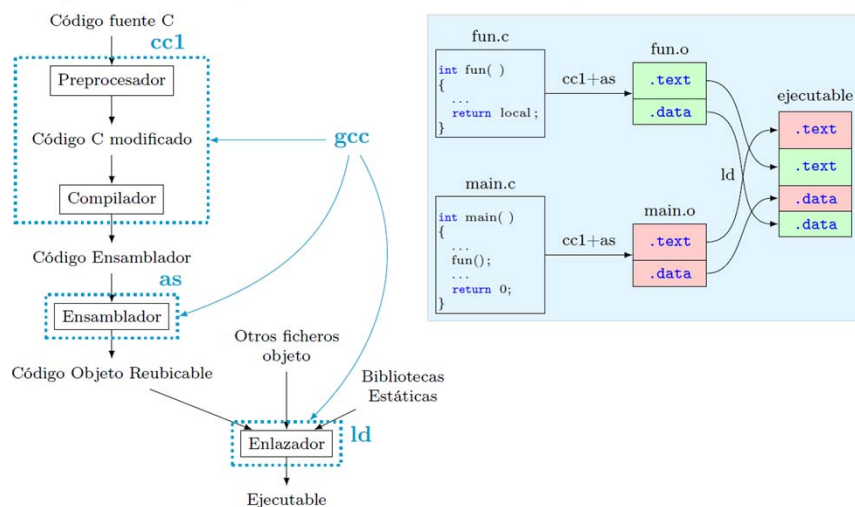 Código fuente C
cc1
Preprocesador
Código C modificado
gcc
Compilador
Código Ensamblador
as
Ensamblador
Otros ficheros
objeto
Código Objeto Reubicable
Bibliotecas
Estáticas
Enlazador
ld
Ejecutable
fun.c
int fun( )
{
...
return local;
}
cc1+as
fun.o
.text
.data
main.c
int main( )
{
...
fun();
...
return 0;
}
cc1+as
main.o
.text
.data
ld
ejecutable
.text
.text
.data
.data